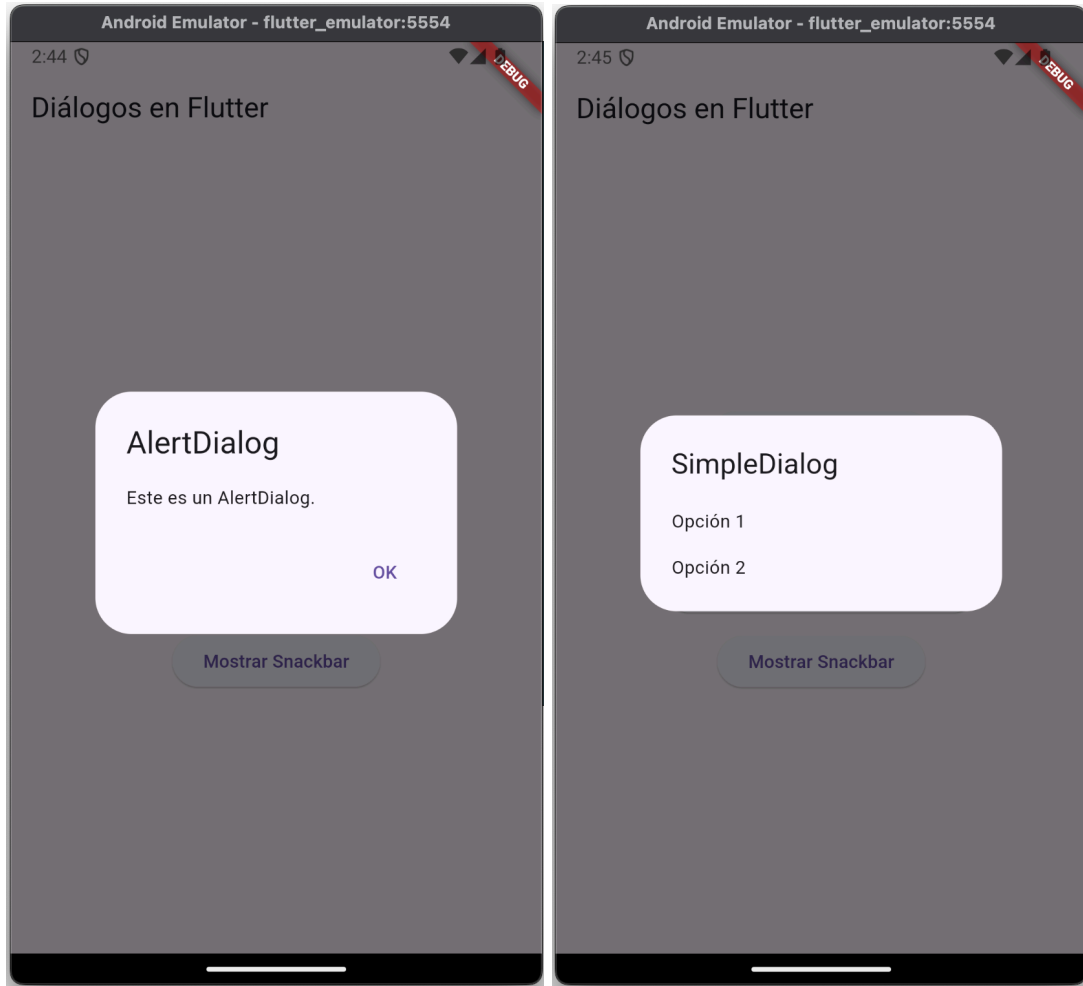 Android Emulator - flutter_emulator:5554
2:44
DEBUG
Diálogos en Flutter
AlertDialog
Este es un AlertDialog.
OK
Mostrar Snackbar
Android Emulator - flutter_emulator:5554
2:45
DEBUG
Diálogos en Flutter
SimpleDialog
Opción 1
Opción 2
Mostrar Snackbar